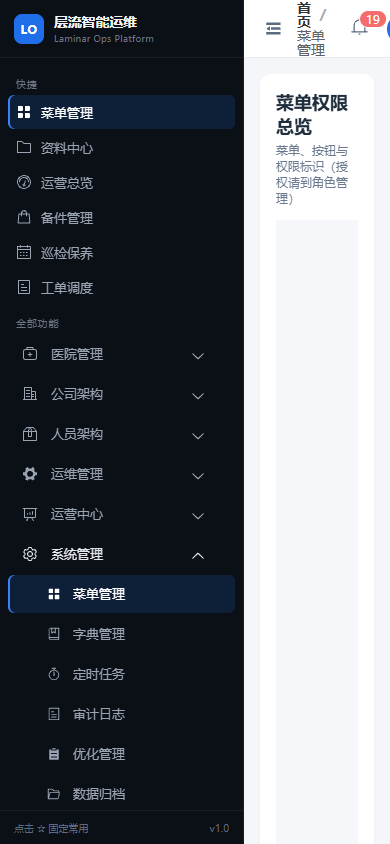 LO
层流智能运维
Laminar Ops Platform
快捷
菜单管理
资料中心
运营总览
备件管理
巡检保养
工单调度
全部功能
医院管理
公司架构
人员架构
运维管理
运营中心
系统管理
菜单管理
字典管理
定时任务
审计日志
优化管理
数据归档
点击 ☆ 固定常用
v1.0
首页 /
菜单管理
19
菜单权限
总览
菜单、按钮与
权限标识（授
权请到角色管
理）